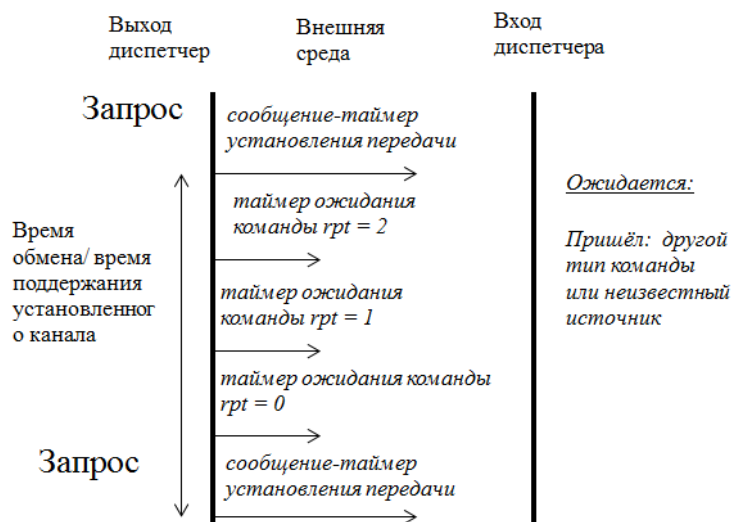 Выход
диспетчер
Внешняя
среда
Вход
диспетчера
Запрос
сообщение-таймер
установления передачи
таймер ожидания
команды rpt = 2
Время
обмена/ время
поддержания
установленног
о канала
таймер ожидания
команды rpt = 1
таймер ожидания команды
rpt = 0
Запрос
сообщение-таймер
установления передачи
Ожидается:
Пришёл: другой
тип команды
или неизвестный
источник